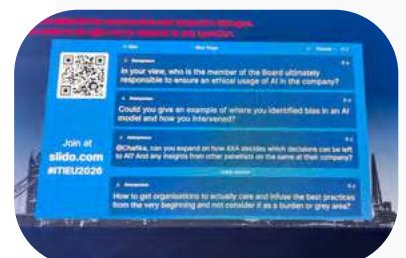 Anonymous
In your view, who is the member of the Board ultimately
responsible to ensure an ethical usage of AI in the company?
Anonymous
Could you give an example of where you identified bias in an AI
model and how you intervened?
Anonymous
@Chafika, can you expand on how AXA decides which decisions can be left
to AI? And any insights from other panelists on the same at their company?
Anonymous
How to get organisations to actually care and infuse the best practices
from the very beginning and not consider it as a burden or grey area?
Join at
slido.com
#ITIEU2026